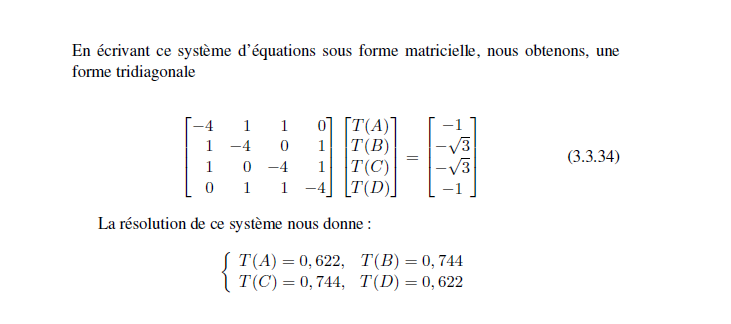 En écrivant ce système d'équations sous forme matricielle, nous obtenons, une
forme tridiagonale
[−4 1 1 0] [T(A)] [−1]
[1 −4 0 1] [T(B)] = [−√3]
[1 0 −4 1] [T(C)] [−√3]
[0 1 1 −4] [T(D)] [−1]
(3.3.34)
La résolution de ce système nous donne :
{ T(A) = 0, 622, T(B) = 0, 744
T(C) = 0, 744, T(D) = 0, 622